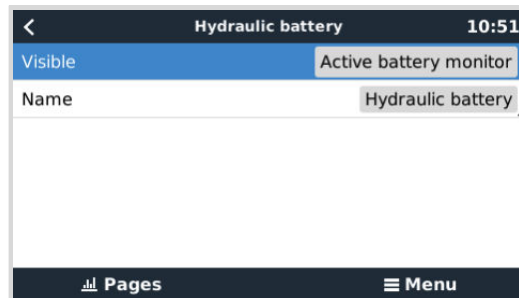 Hydraulic battery 10:51
Visible Active battery monitor
Name Hydraulic battery
Pages Menu